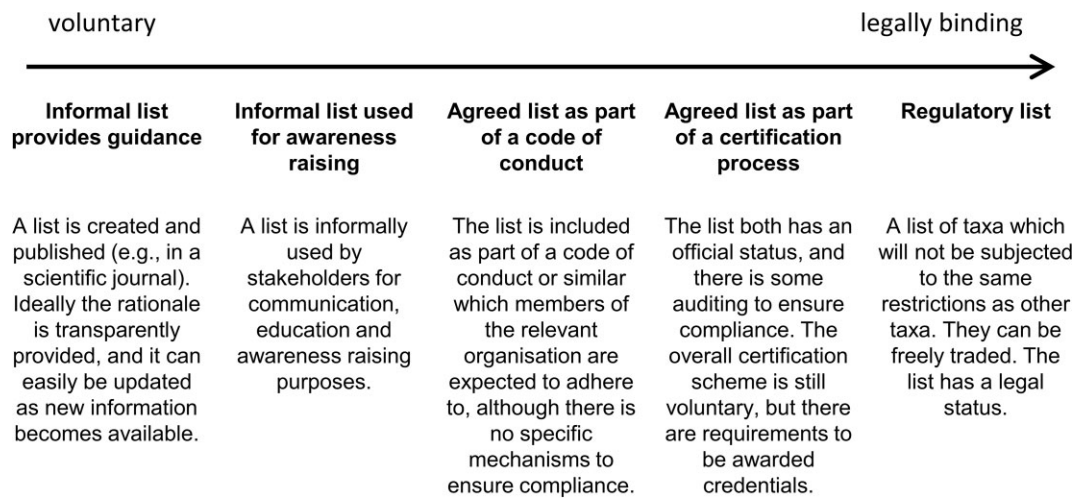 voluntary
legally binding
Informal list
provides guidance
Informal list used
for awareness
raising
Agreed list as part
of a code of
conduct
Agreed list as part
of a certification
process
Regulatory list
A list is created and
published (e.g., in a
scientific journal).
Ideally the rationale
is transparently
provided, and it can
easily be updated
as new information
becomes available.
A list is informally
used by
stakeholders for
communication,
education and
awareness raising
purposes.
The list is included
as part of a code of
conduct or similar
which members of
the relevant
organisation are
expected to adhere
to, although there is
no specific
mechanisms to
ensure compliance.
The list both has an
official status, and
there is some
auditing to ensure
compliance. The
overall certification
scheme is still
voluntary, but there
are requirements to
be awarded
credentials.
A list of taxa which
will not be subjected
to the same
restrictions as other
taxa. They can be
freely traded. The
list has a legal
status.